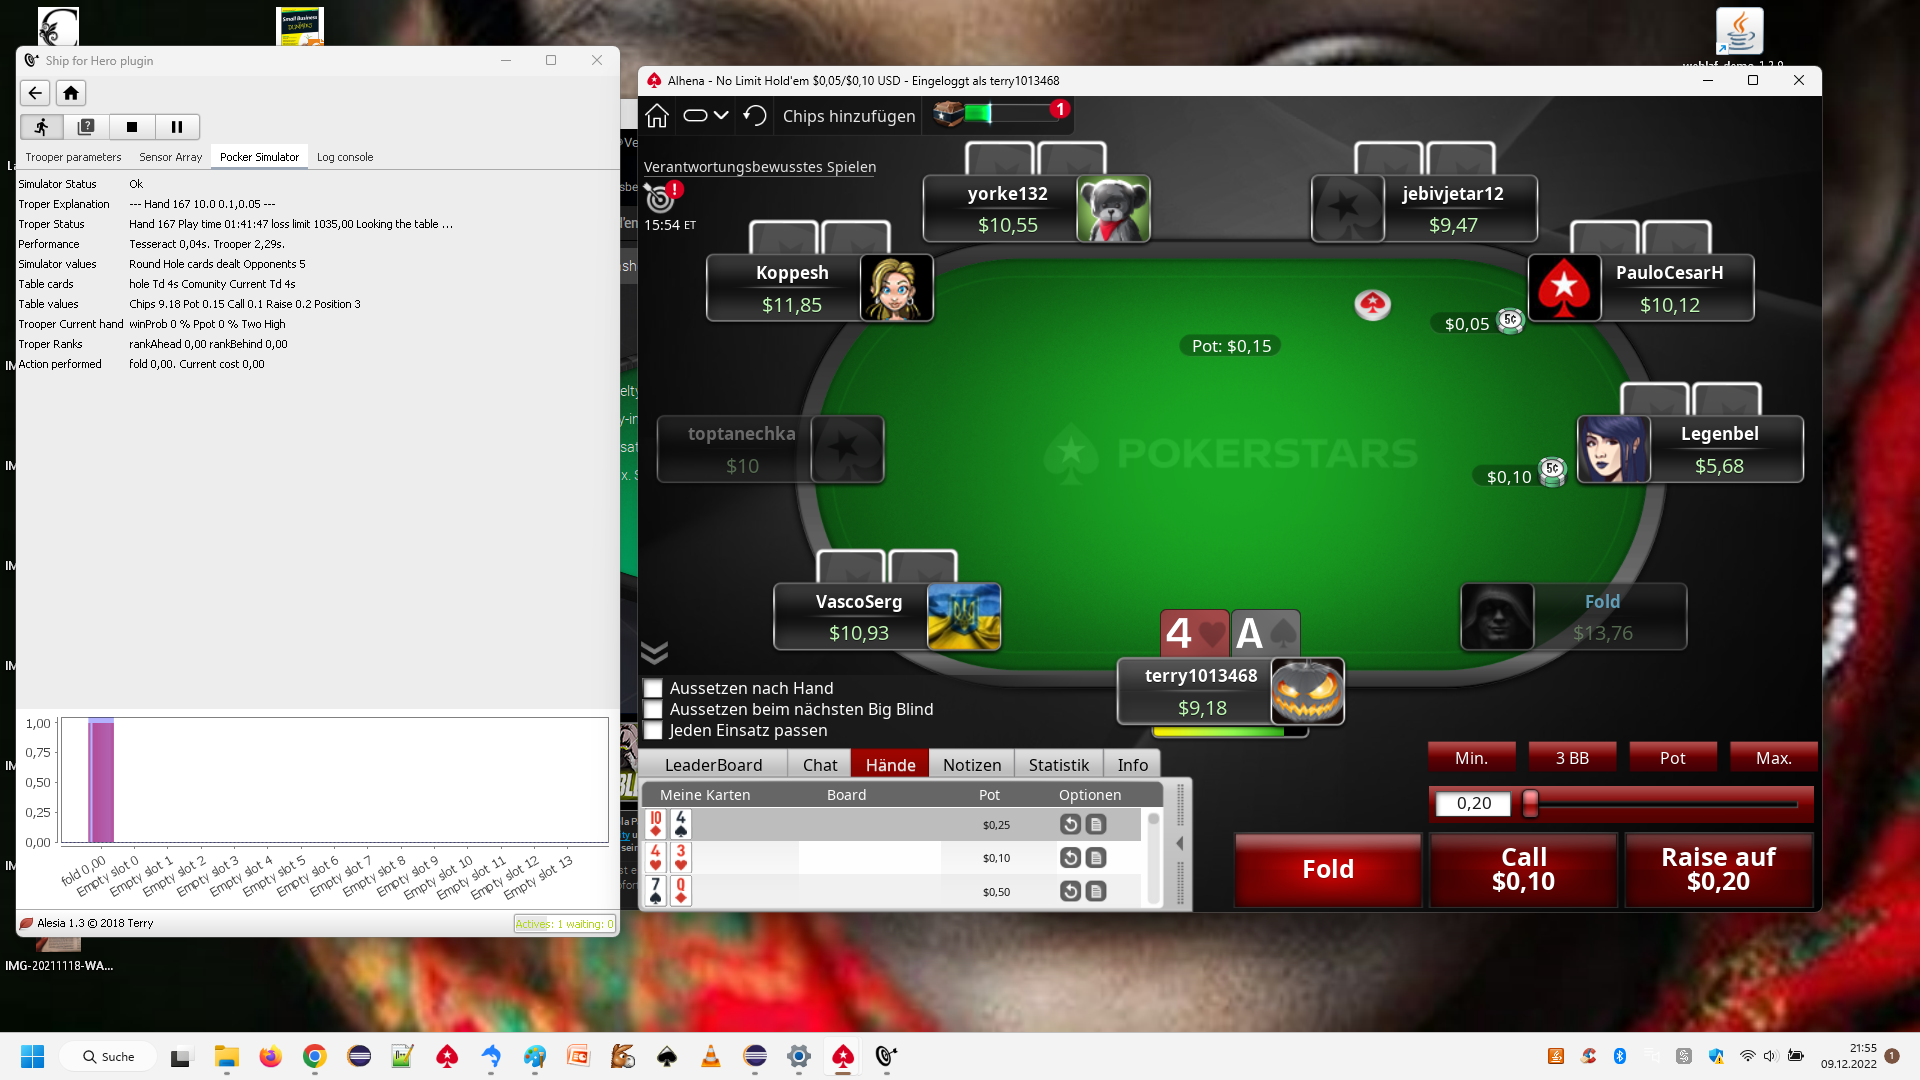 Small Business
DUMMIES
Ship for Hero plugin
Trooper parameters
Sensor Array
Pocker Simulator
Log console
Simulator Status Ok
Troper Explanation --- Hand 167 10.0 0.1,0.05 ---
Troper Status Hand 167 Play time 01:41:47 loss limit 1035,00 Looking the table ...
Performance Tesseract 0,04s. Trooper 2,29s.
Simulator values Round Hole cards dealt Opponents 5
Table cards hole Td 4s Comunity Current Td 4s
Table values Chips 9.18 Pot 0.15 Call 0.1 Raise 0.2 Position 3
Trooper Current hand winProb 0 % Ppot 0 % Two High
Troper Ranks rankAhead 0,00 rankBehind 0,00
Action performed fold 0,00. Current cost 0,00
1,00
0,75
0,50
0,25
0,00
fold 0,00
Empty slot 0
Empty slot 1
Empty slot 2
Empty slot 3
Empty slot 4
Empty slot 5
Empty slot 6
Empty slot 7
Empty slot 8
Empty slot 9
Empty slot 10
Empty slot 11
Empty slot 12
Empty slot 13
Alesia 1.3 © 2018 Terry
Actives: 1 waiting: 0
IMG-20211118-WA...
Alhena - No Limit Hold'em $0,05/$0,10 USD - Eingeloggt als terry1013468
Chips hinzufügen
1
Verantwortungsbewusstes Spielen
15:54 ET
yorke132
$10,55
jebivjetar12
$9,47
Koppesh
$11,85
PauloCesarH
$10,12
$0,05
5¢
Pot: $0,15
toptanechka
$10
POKERSTARS
Legenbel
$5,68
$0,10
5¢
VascoSerg
$10,93
Fold
$13,76
4 A
terry1013468
$9,18
Aussetzen nach Hand
Aussetzen beim nächsten Big Blind
Jeden Einsatz passen
LeaderBoard
Chat
Hände
Notizen
Statistik
Info
Meine Karten Board Pot Optionen
10 4 $0,25
4 3 $0,10
7 Q $0,50
Min.
3 BB
Pot
Max.
0,20
Fold
Call
$0,10
Raise auf
$0,20
Suche
21:55
09.12.2022
1